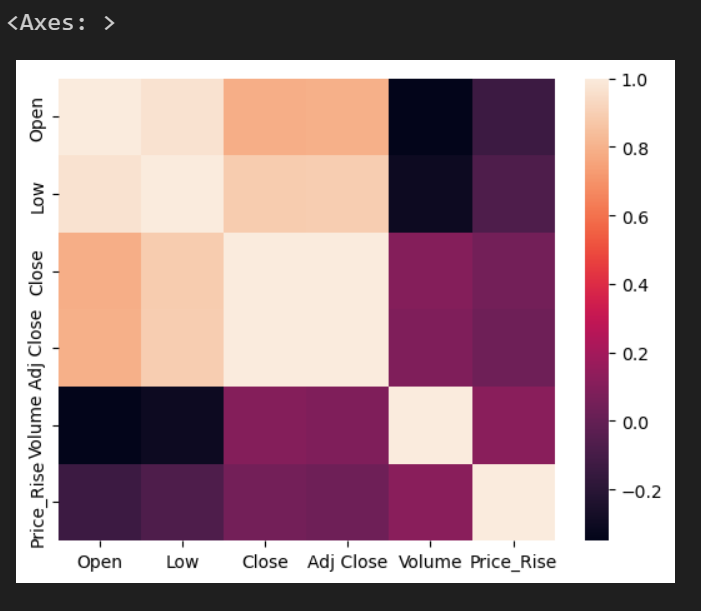 <Axes: >
Open
Low
Close
Adj Close
Volume
Price_Rise
Open Low Close Adj Close Volume Price_Rise
1.0
0.8
0.6
0.4
0.2
0.0
−0.2